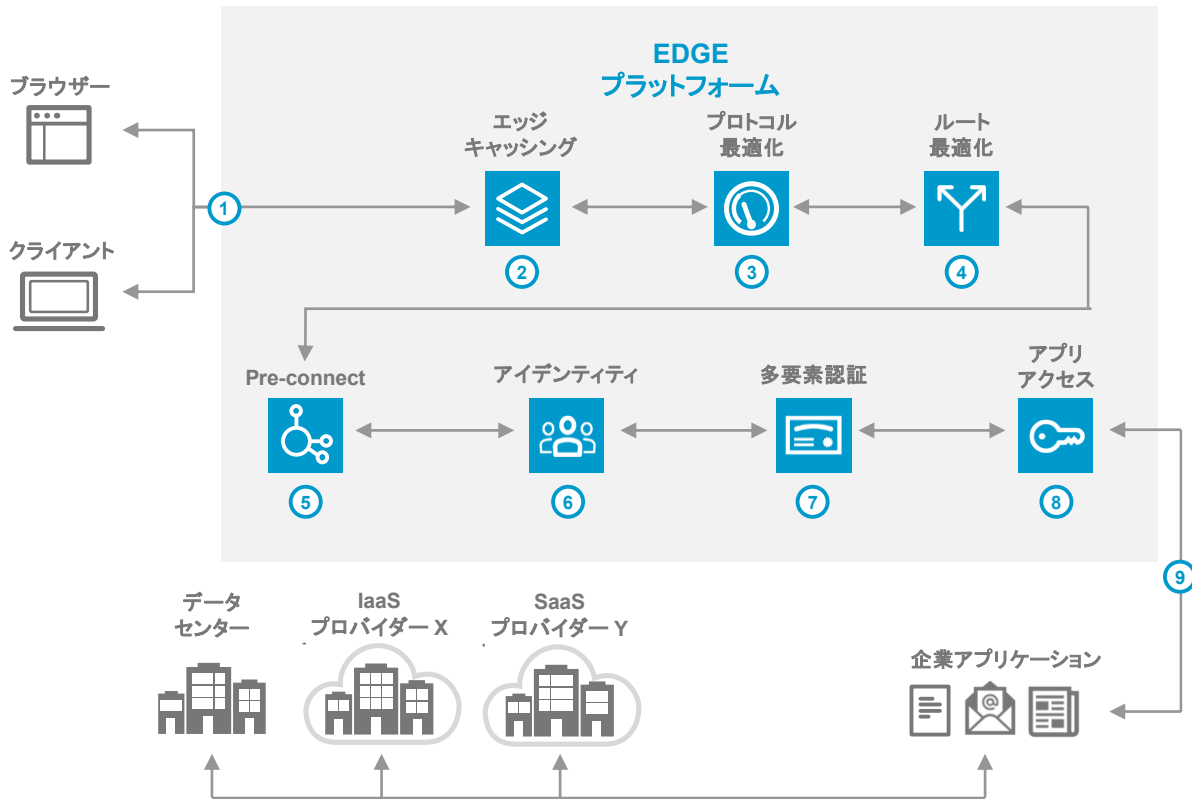 EDGE
プラットフォーム
ブラウザー
エッジ
キャッシング
プロトコル
最適化
ルート
最適化
1
クライアント
2
3
4
Pre-connect
アイデンティティ
多要素認証
アプリ
アクセス
5
6
7
8
9
データ
センター
IaaS
プロバイダー X
SaaS
プロバイダー Y
企業アプリケーション
@